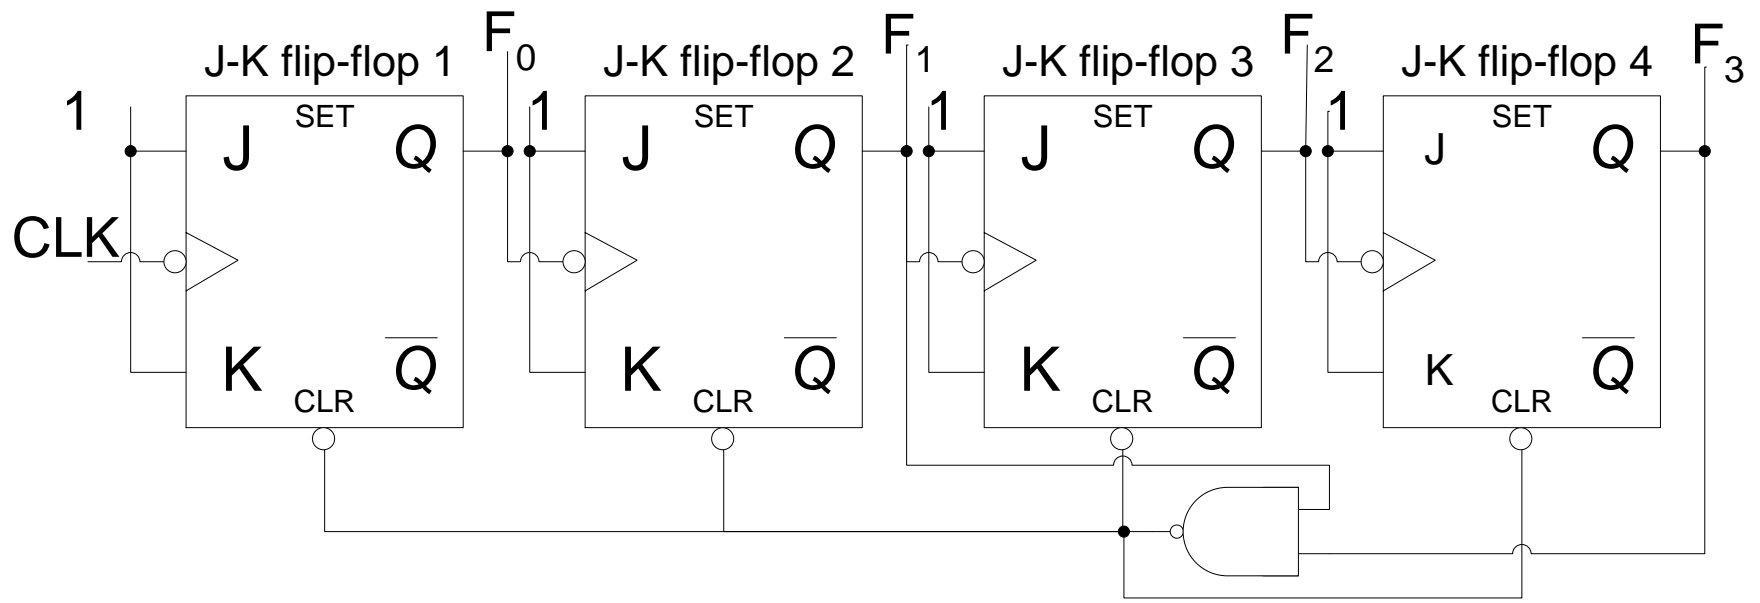 J-K flip-flop 1 F0 J-K flip-flop 2 F1 J-K flip-flop 3 F2 J-K flip-flop 4 F3
1 SET 1 SET 1 SET 1 SET
J Q J Q J Q J Q
CLK
K Q̅ K Q̅ K Q̅ K Q̅
CLR CLR CLR CLR